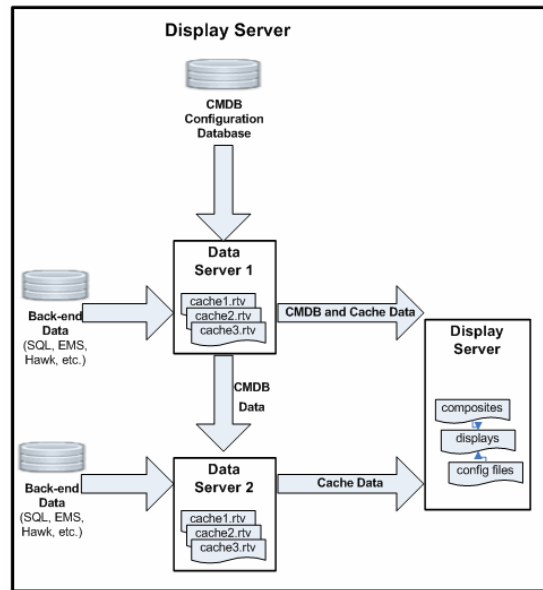 Display Server
CMDB
Configuration
Database
Data
Server 1
cache1.rtv
cache2.rtv
cache3.rtv
Back-end
Data
(SQL, EMS,
Hawk, etc.)
CMDB and Cache Data
Display
Server
composites
displays
config files
CMDB
Data
Back-end
Data
(SQL, EMS,
Hawk, etc.)
Data
Server 2
cache1.rtv
cache2.rtv
cache3.rtv
Cache Data